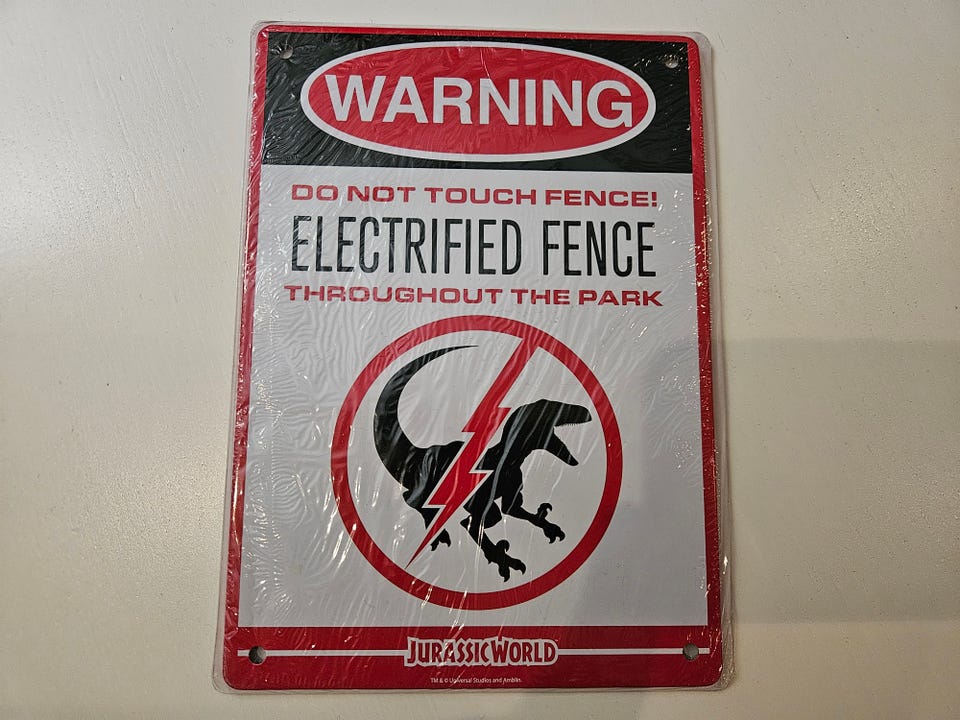 WARNING
DO NOT TOUCH FENCE!
ELECTRIFIED FENCE
THROUGHOUT THE PARK
JURASSIC WORLD
TM & © Universal Studios and Amblin.